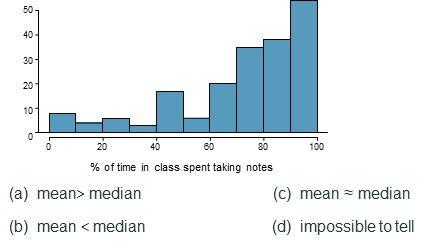 50
40
30
20
10
0
0 20 40 60 80 100
% of time in class spent taking notes
(a) mean> median (c) mean ≈ median
(b) mean < median (d) impossible to tell